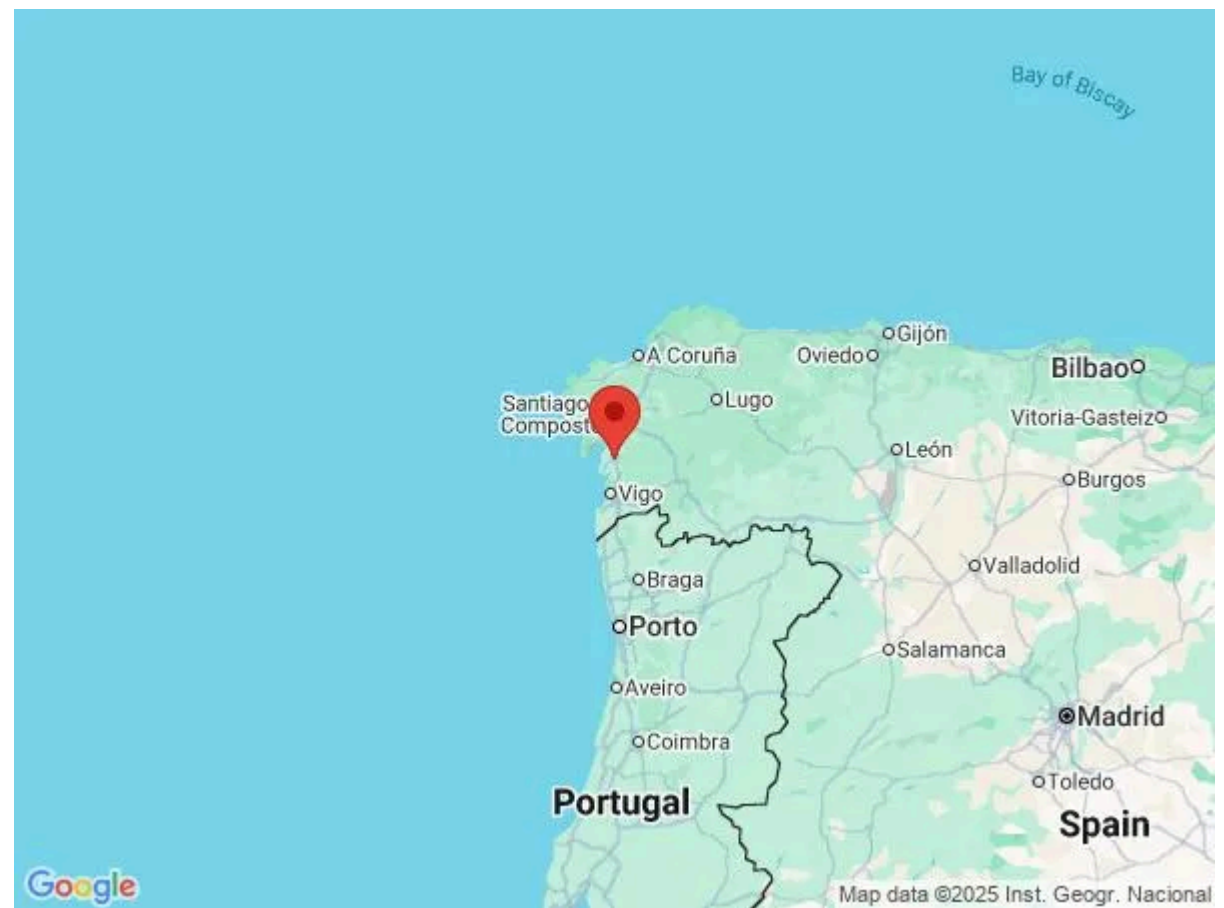 Bay of Biscay
Gijón
A Coruña
Oviedo
Bilbao
Santiago
Lugo
Vitoria-Gasteiz
León
Burgos
Vigo
Valladolid
Braga
Porto
Salamanca
Aveiro
Madrid
Coimbra
Toledo
Portugal
Spain
Google
Map data ©2025 Inst. Geogr. Nacional